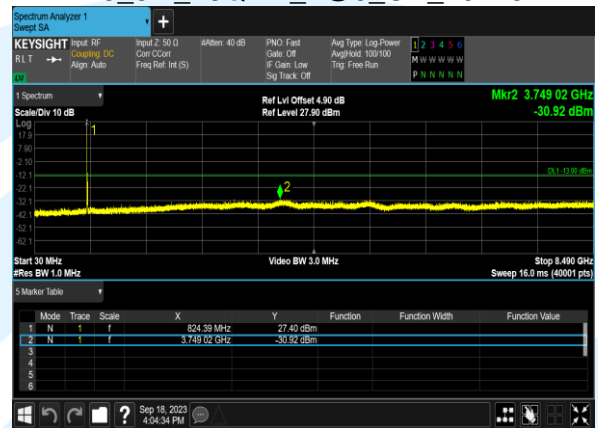 Spectrum Analyzer 1
Swept SA
+
KEYSIGHT
Input: RF
Coupling: DC
Align: Auto
Input Z: 50 Ω
Corr CCorr
Freq Ref: Int (S)
#Atten: 40 dB
PNO: Fast
Gate: Off
IF Gain: Low
Sig Track: Off
Avg Type: Log-Power
Avg|Hold: 100/100
Trig: Free Run
1 2 3 4 5 6
M W W W W W
P N N N N N
R L T
LW
1 Spectrum
Scale/Div 10 dB
Ref Lvl Offset 4.90 dB
Ref Level 27.90 dBm
Mkr2 3.749 02 GHz
-30.92 dBm
Log
17.9
7.90
-2.10
-12.1
-22.1
-32.1
-42.1
-52.1
-62.1
1
2
DL1 -13.00 dBm
Start 30 MHz
#Res BW 1.0 MHz
Video BW 3.0 MHz
Stop 8.490 GHz
Sweep 16.0 ms (40001 pts)
5 Marker Table
Mode Trace Scale X Y Function Function Width Function Value
1 N 1 f 824.39 MHz 27.40 dBm
2 N 1 f 3.749 02 GHz -30.92 dBm
3
4
5
6
?
Sep 18, 2023
4:04:34 PM